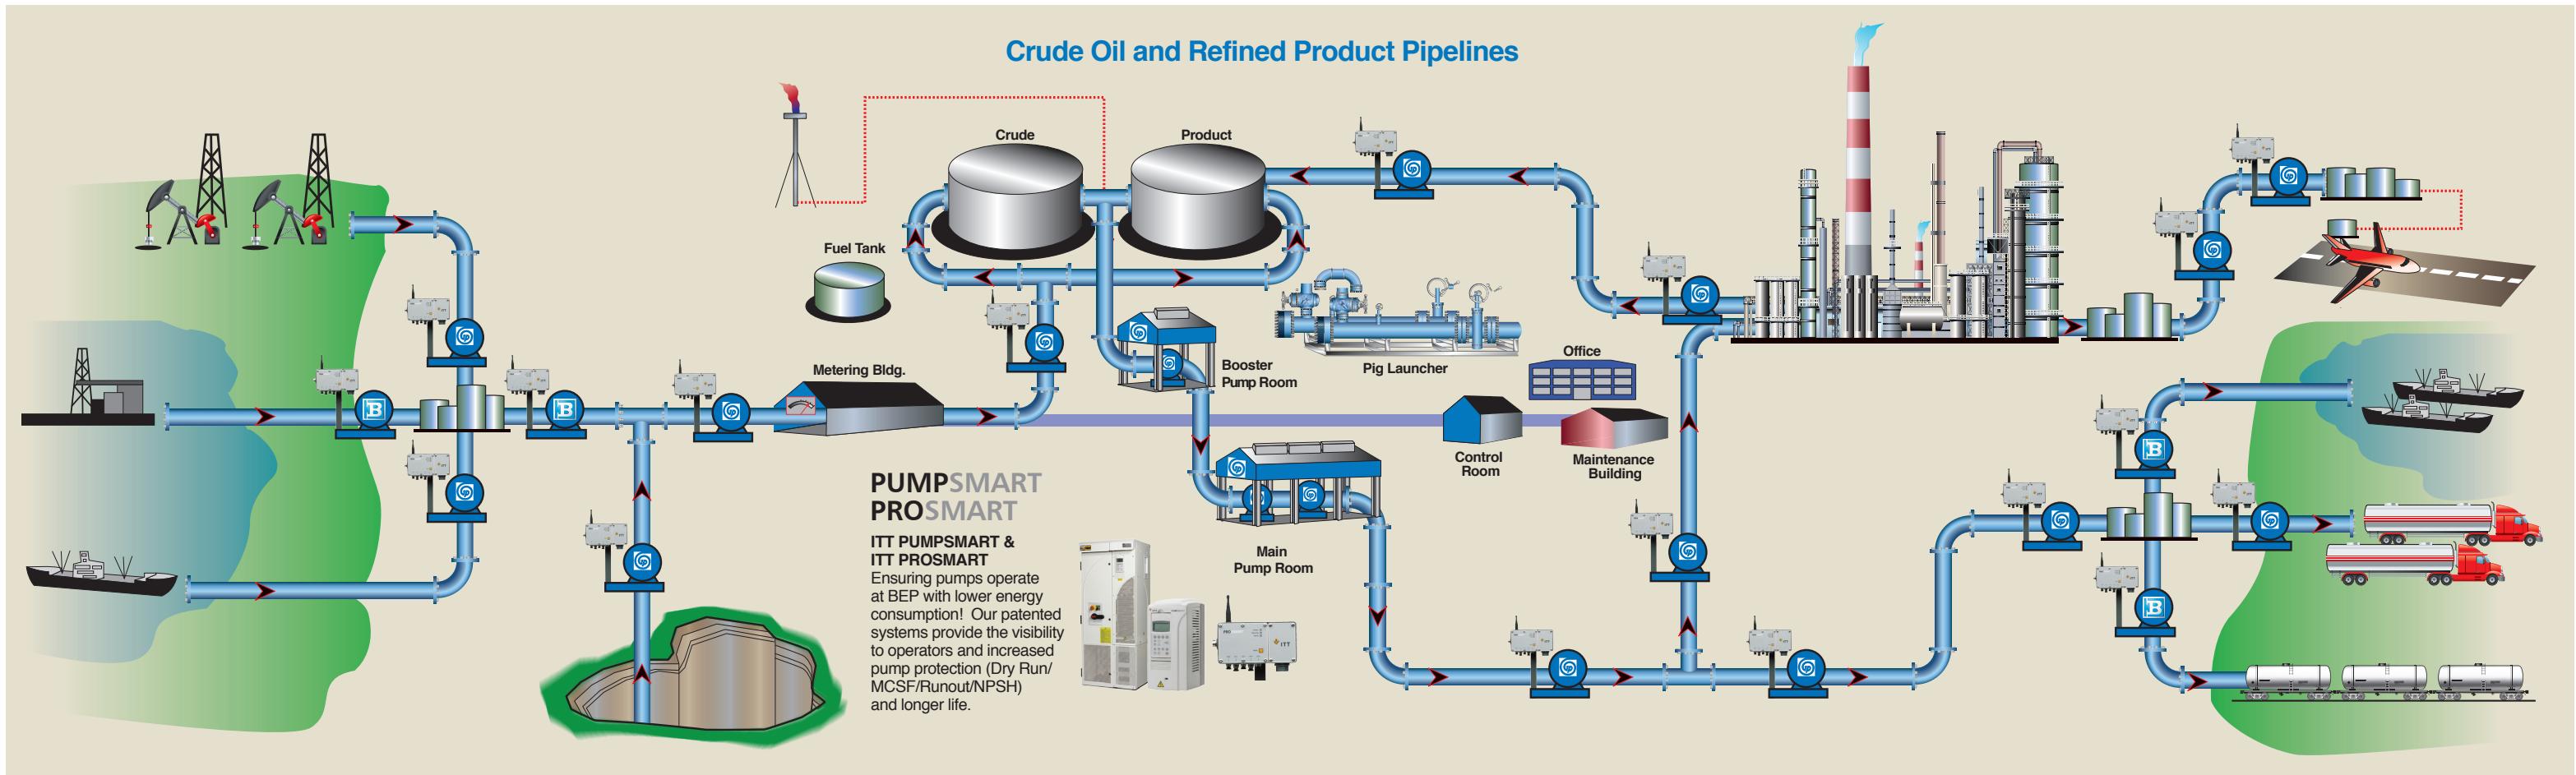 Crude Oil and Refined Product Pipelines
Crude
Product
Fuel Tank
Metering Bldg.
Booster
Pump Room
Pig Launcher
Office
Control
Room
Maintenance
Building
Main
Pump Room
PUMPSMART
PROSMART
ITT PUMPSMART &
ITT PROSMART
Ensuring pumps operate
at BEP with lower energy
consumption!  Our patented
systems provide the visibility
to operators and increased
pump protection (Dry Run/
MCSF/Runout/NPSH)
and longer life.
B
B
B
B
ITT